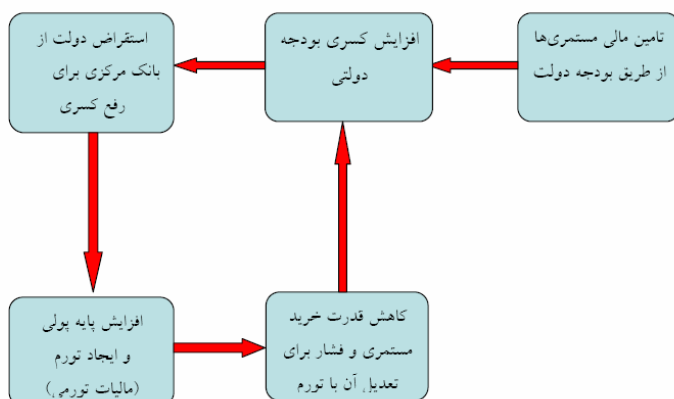 تامین مالی مستمری‌ها
از طریق بودجه دولت
افزایش کسری بودجه
دولتی
استقراض دولت از
بانک مرکزی برای
رفع کسری
افزایش پایه پولی
و ایجاد تورم
(مالیات تورمی)
کاهش قدرت خرید
مستمری و فشار برای
تعدیل آن با تورم